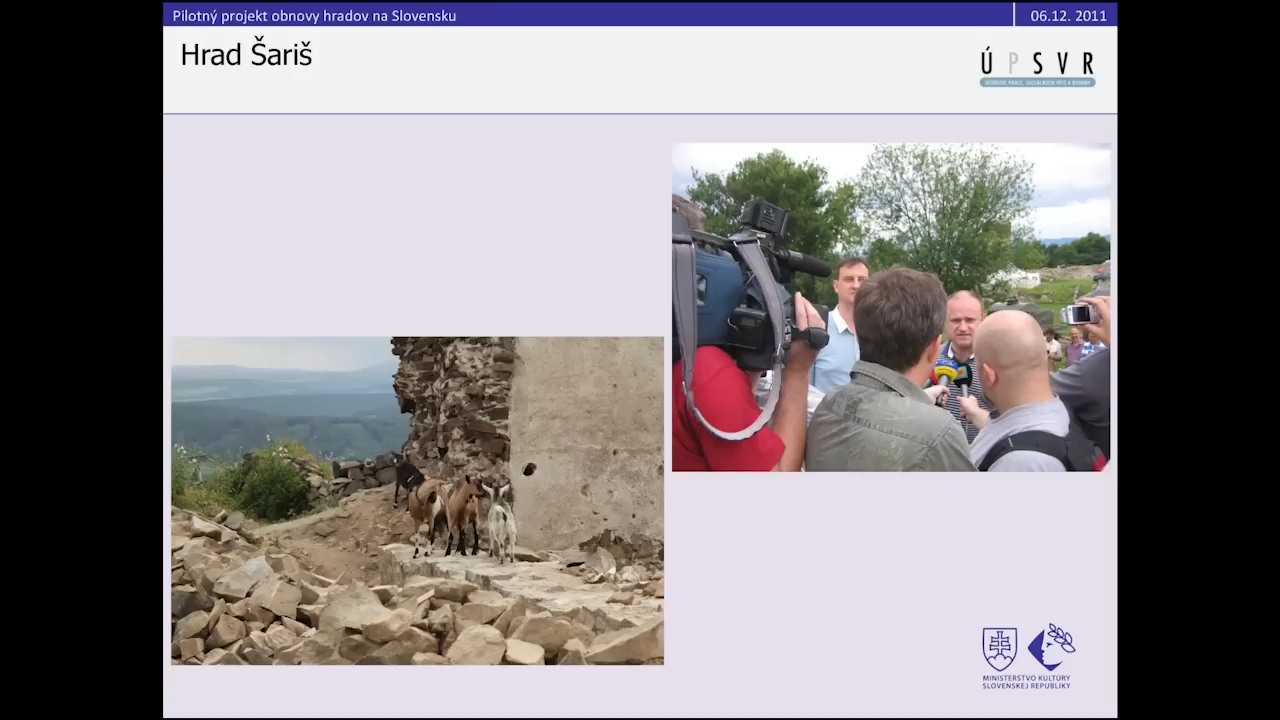 Pilotný projekt obnovy hradov na Slovensku
06.12. 2011
Hrad Šariš
ÚPSVR
MINISTERSTVO KULTÚRY
SLOVENSKEJ REPUBLIKY